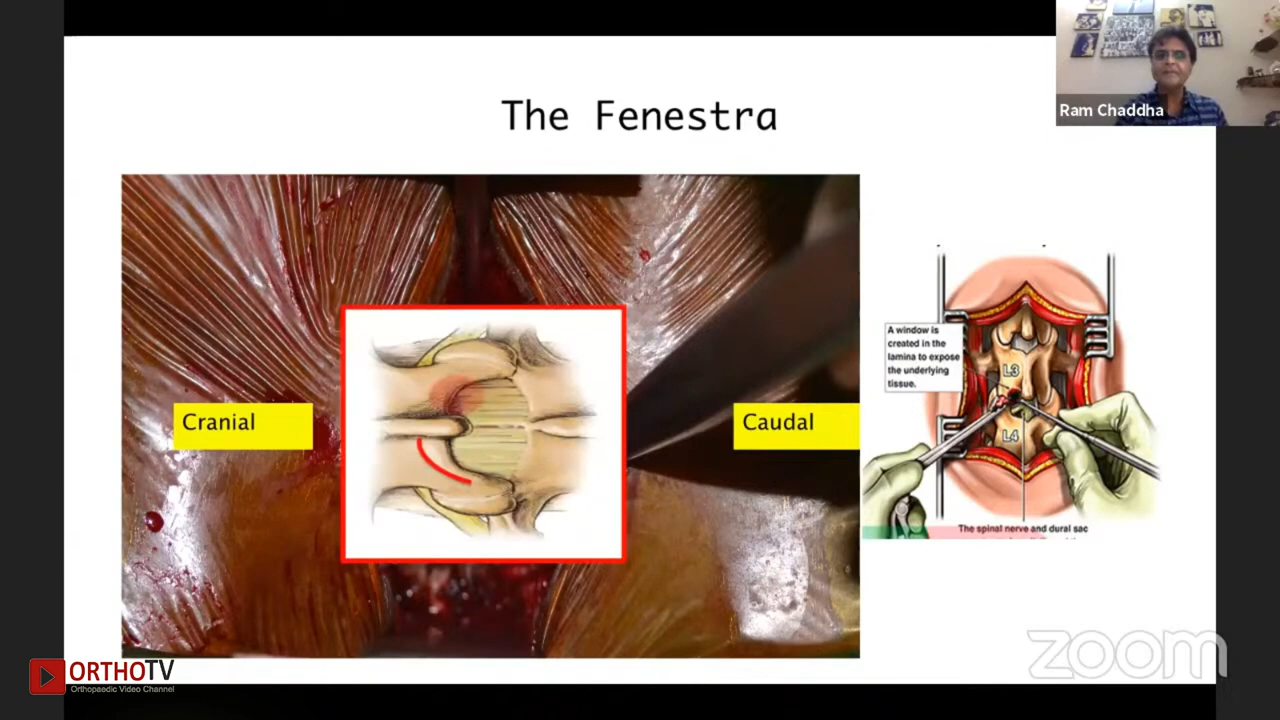 The Fenestra
Ram Chaddha
Cranial
Caudal
A window is
created in the
lamina to expose
the underlying
tissue.
L3
L4
The spinal nerve and dural sac
zoom
ORTHOTV
Orthopaedic Video Channel